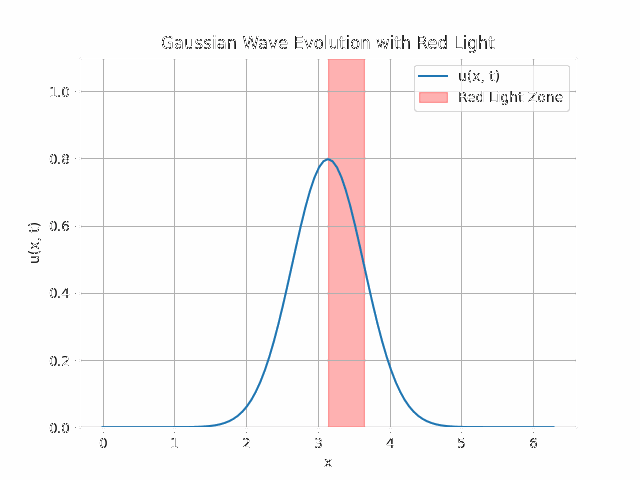 Gaussian Wave Evolution with Red Light
u(x, t)
Red Light Zone
1.0
0.8
0.6
0.4
0.2
0.0
u(x, t)
0 1 2 3 4 5 6
x